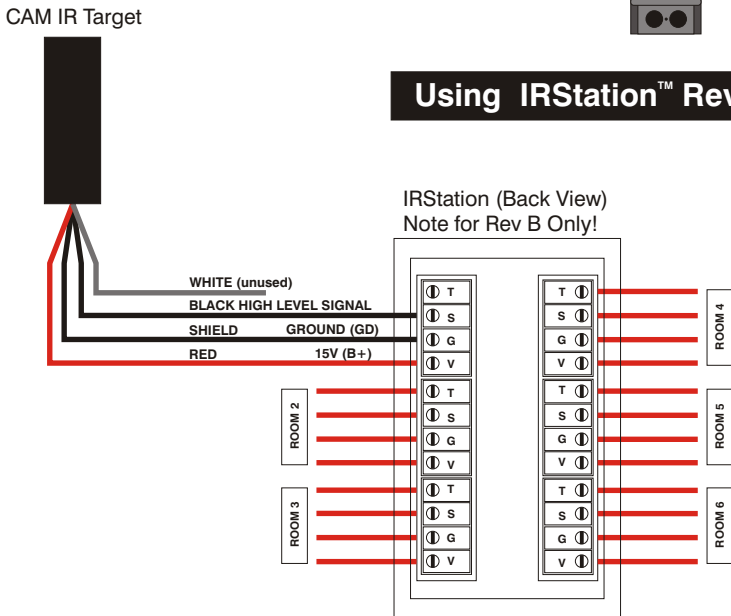 CAM IR Target
Using IRStation™ Rev
IRStation (Back View)
Note for Rev B Only!
WHITE (unused)
BLACK HIGH LEVEL SIGNAL
SHIELD GROUND (GD)
RED 15V (B+)
T
S
G
V
T
S
G
V
T
S
G
V
ROOM 2
ROOM 3
T
S
G
V
T
S
G
V
T
S
G
V
ROOM 4
ROOM 5
ROOM 6